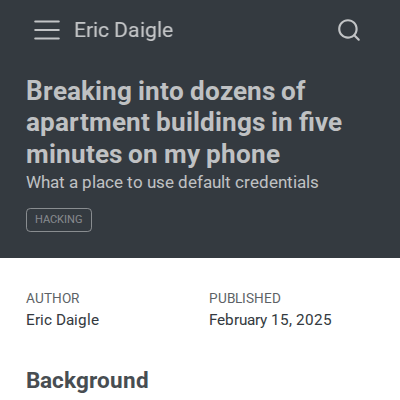 Eric Daigle
Breaking into dozens of
apartment buildings in five
minutes on my phone
What a place to use default credentials
HACKING
AUTHOR
PUBLISHED
Eric Daigle
February 15, 2025
Background